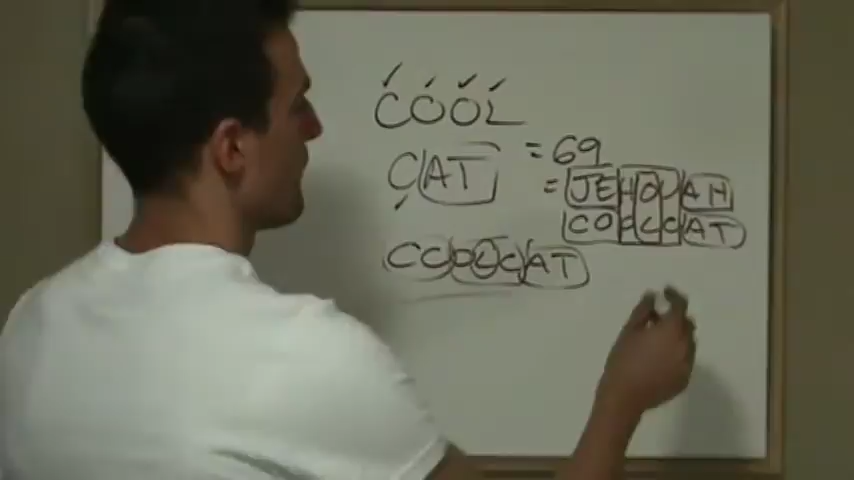 COOL
CAT = 69
= JEHOVAH
COOLCAT
COOLCAT